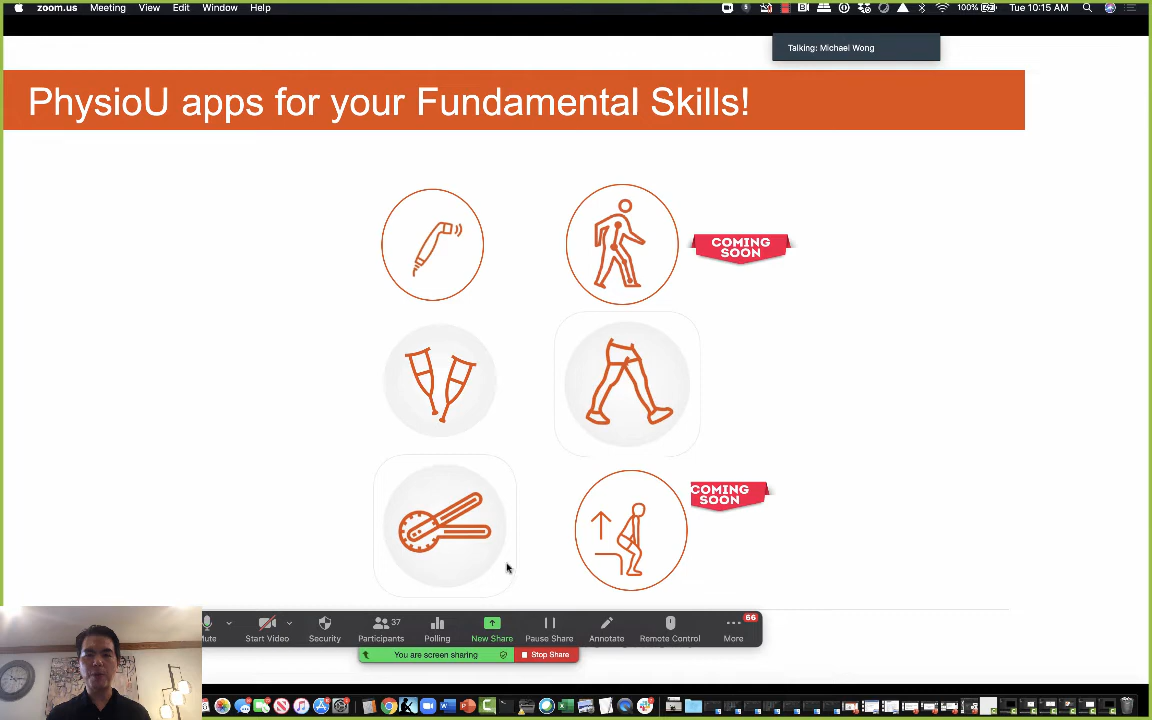 zoom.us Meeting View Edit Window Help
100% Tue 10:15 AM
Talking: Michael Wong
PhysioU apps for your Fundamental Skills!
COMING
SOON
COMING
SOON
37
66
Mute Start Video Security Participants Polling New Share Pause Share Annotate Remote Control More
You are screen sharing Stop Share